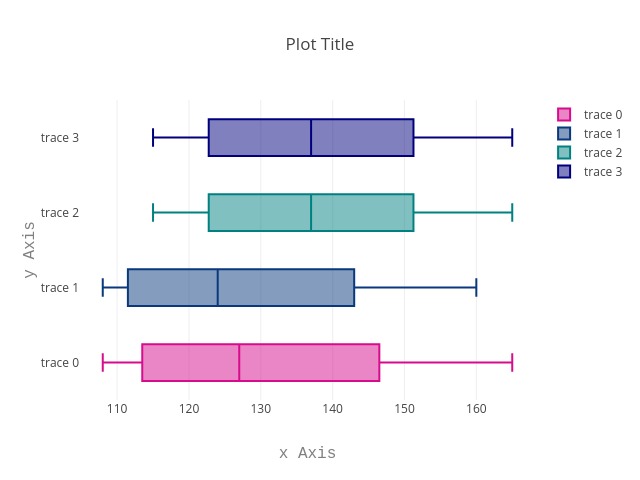 Plot Title
trace 3
trace 2
trace 1
trace 0
y Axis
110 120 130 140 150 160
x Axis
trace 0
trace 1
trace 2
trace 3